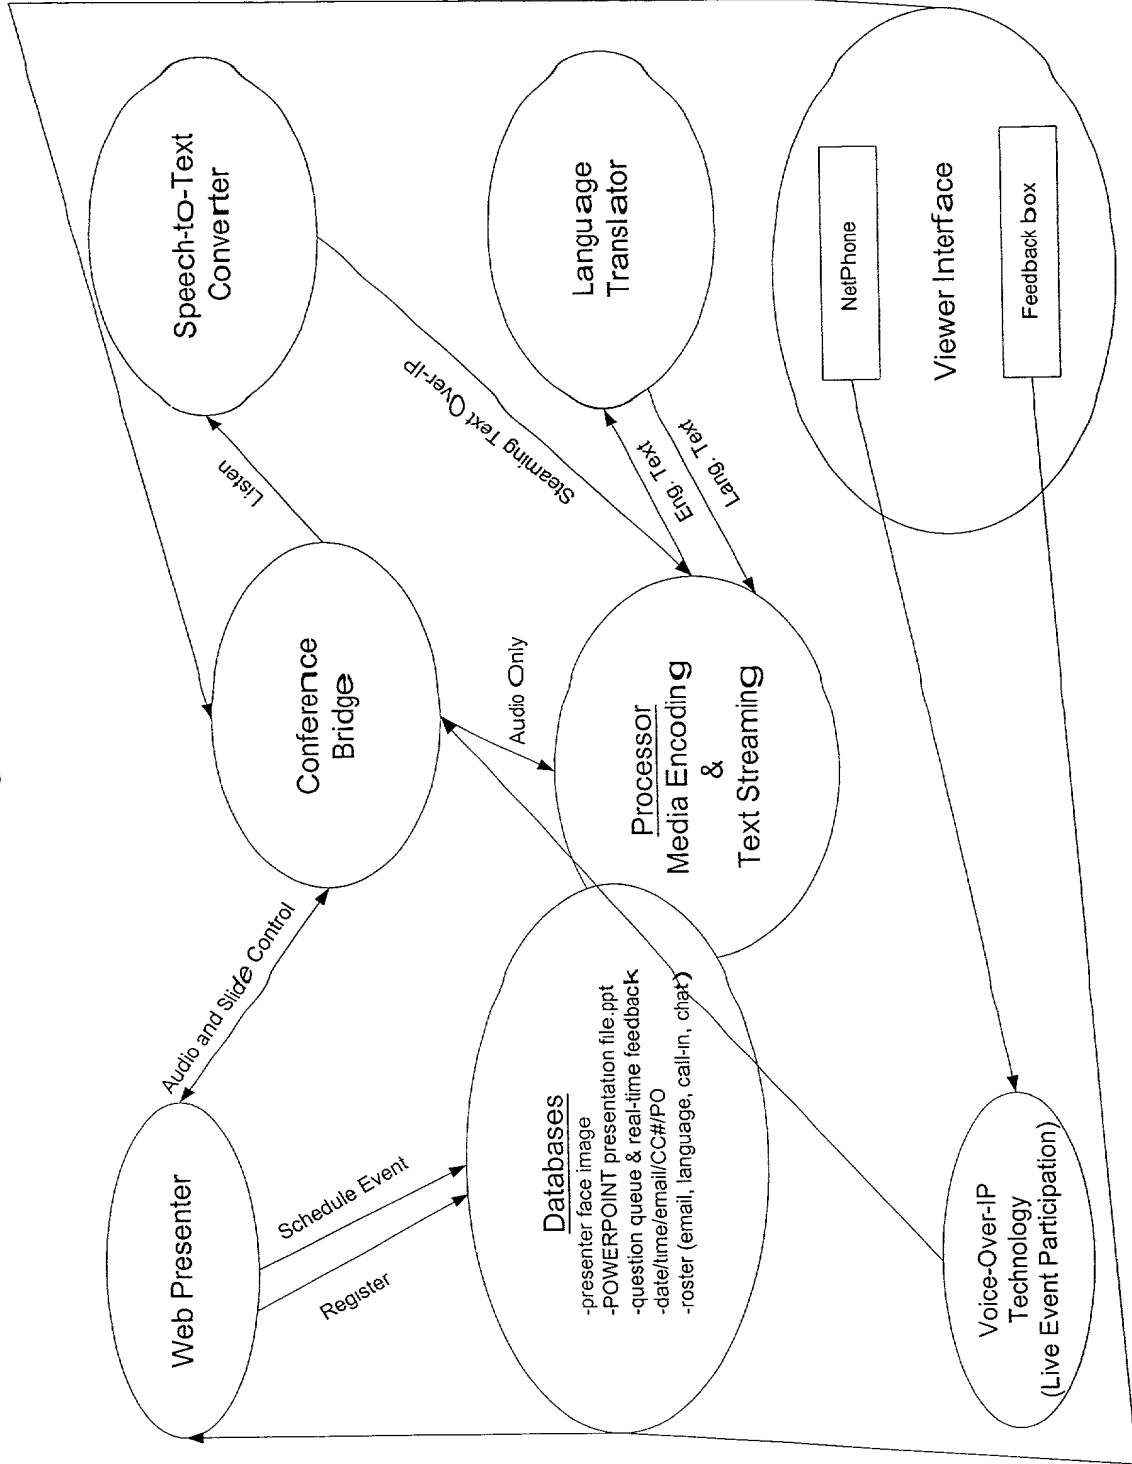 Web Presenter
Audio and Slide Control
Conference
Bridge
Listen
Speech-to-Text
Converter
Schedule Event
Register
Audio Only
Steaming Text Over-IP
Databases
-presenter face image
-POWERPOINT presentation file.ppt
-question queue & real-time feedback
-date/time/email/CC#/PO
-roster (email, language, call-in, chat)
Processor
Media Encoding
&
Text Streaming
Eng. Text
Lang. Text
Language
Translator
Voice-Over-IP
Technology
(Live Event Participation)
NetPhone
Viewer Interface
Feedback box